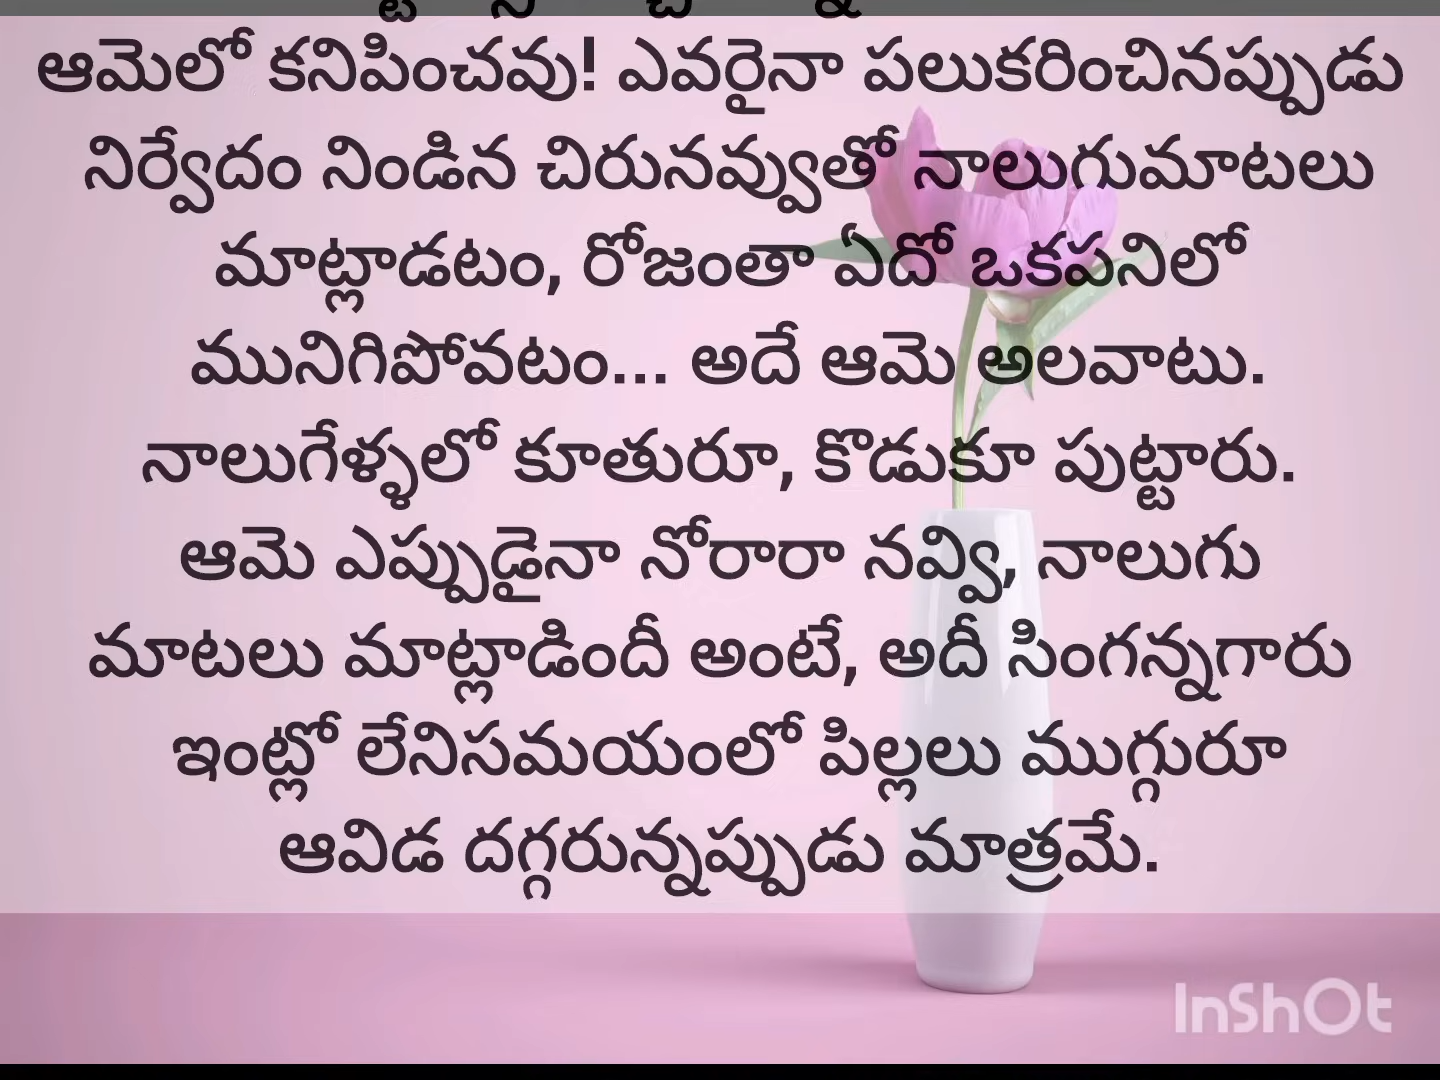 ఆమెలో కనిపించవు! ఎవరైనా పలుకరించినప్పుడు
నిర్వేదం నిండిన చిరునవ్వుతో నాలుగుమాటలు
మాట్లాడటం, రోజంతా ఏదో ఒకపనిలో
మునిగిపోవటం... అదే ఆమె అలవాటు.
నాలుగేళ్ళలో కూతురూ, కొడుకూ పుట్టారు.
ఆమె ఎప్పుడైనా నోరారా నవ్వి, నాలుగు
మాటలు మాట్లాడిందీ అంటే, అదీ సింగన్నగారు
ఇంట్లో లేనిసమయంలో పిల్లలు ముగ్గురూ
ఆవిడ దగ్గరున్నప్పుడు మాత్రమే.
InShOt